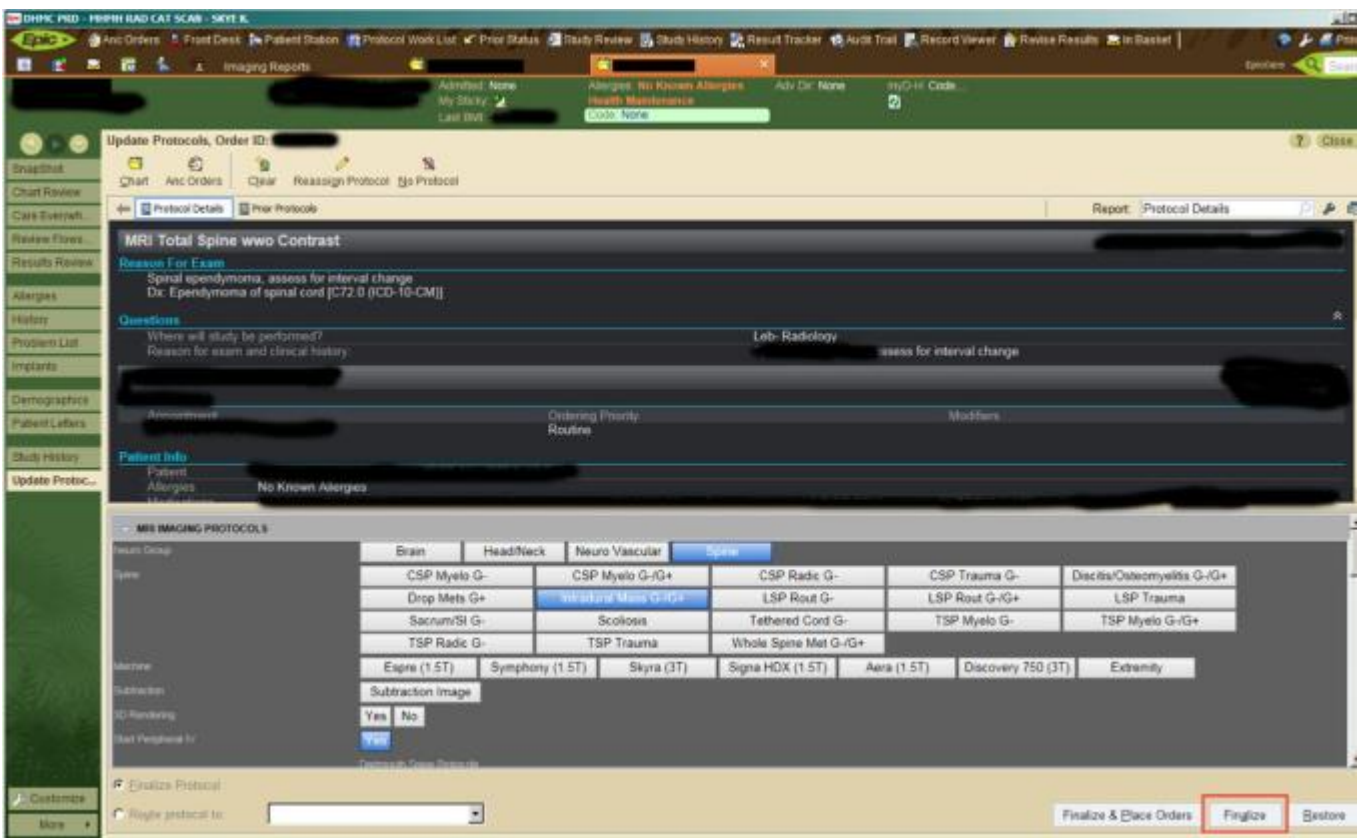 DHMC PRD - MHMH RAD CAT SCAN - SKYE R.
Epic Anc Orders Front Desk Patient Station Protocol Work List Prior Status Study Review Study History Result Tracker Audit Trail Record Viewer Revise Results In Basket
Imaging Reports
Admitted: None Allergies: No Known Allergies Adv Dir: None myD-H Code...
My Sticky: Health Maintenance
Last BMI: Code: None
Update Protocols, Order ID: ? Close
Chart Anc Orders Clear Reassign Protocol No Protocol
Protocol Details Prior Protocols Report: Protocol Details
SnapShot
Chart Review
Care Everywh...
Review Flows...
Results Review
Allergies
History
Problem List
Implants
Demographics
Patient Letters
Study History
Update Protoc...
Customize
More
MRI Total Spine wwo Contrast
Reason For Exam
Spinal ependymoma, assess for interval change
Dx: Ependymoma of spinal cord [C72.0 (ICD-10-CM)]
Questions
Where will study be performed? Leb- Radiology
Reason for exam and clinical history: assess for interval change
Appointment Ordering Priority Modifiers
Routine
Patient Info
Patient
Allergies No Known Allergies
Medications
MRI IMAGING PROTOCOLS
Neuro Group Brain Head/Neck Neuro Vascular Spine
Spine CSP Myelo G- CSP Myelo G-/G+ CSP Radic G- CSP Trauma G- Discitis/Osteomyelitis G-/G+
Drop Mets G+ Intradural Mass G-/G+ LSP Rout G- LSP Rout G-/G+ LSP Trauma
Sacrum/SI G- Scoliosis Tethered Cord G- TSP Myelo G- TSP Myelo G-/G+
TSP Radic G- TSP Trauma Whole Spine Met G-/G+
Machine Espre (1.5T) Symphony (1.5T) Skyra (3T) Signa HDX (1.5T) Aera (1.5T) Discovery 750 (3T) Extremity
Subtraction Subtraction Image
3D Rendering Yes No
Start Peripheral IV Yes
Finalize Protocol
Route protocol to:
Finalize & Place Orders Finalize Restore